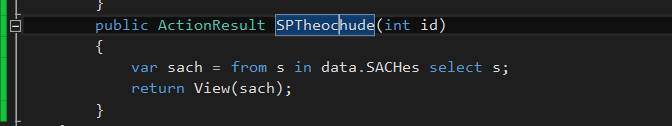 }
public ActionResult SPTheochude(int id)
{
var sach = from s in data.SACHes select s;
return View(sach);
}